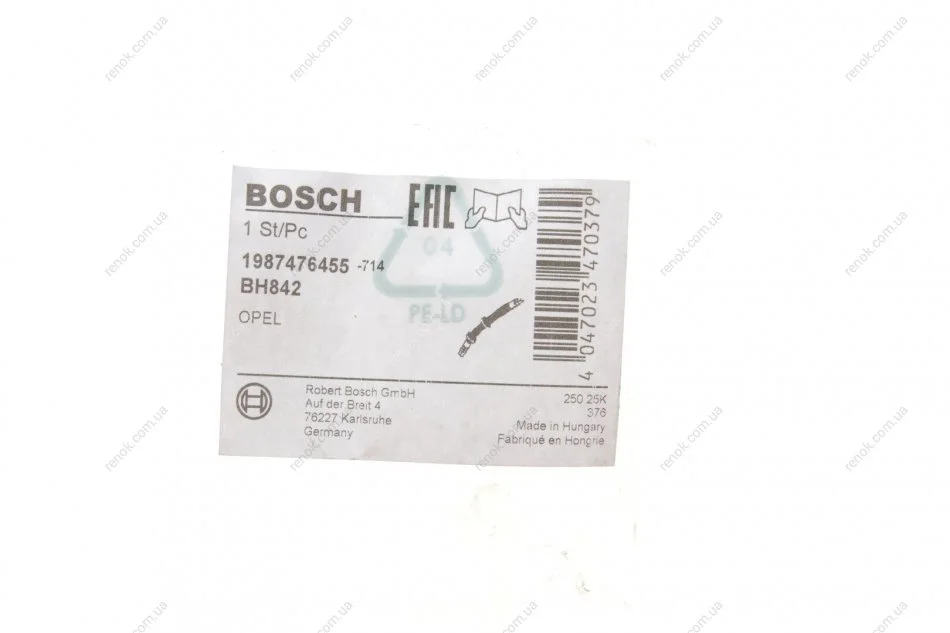 BOSCH
EAC
1 St/Pc
04
1987476455 -714
BH842
PE-LD
OPEL
4 047023 470379
Robert Bosch GmbH
Auf der Breit 4
76227 Karlsruhe
Germany
250 25K
376
Made in Hungary
Fabriqué en Hongrie
renok.com.ua